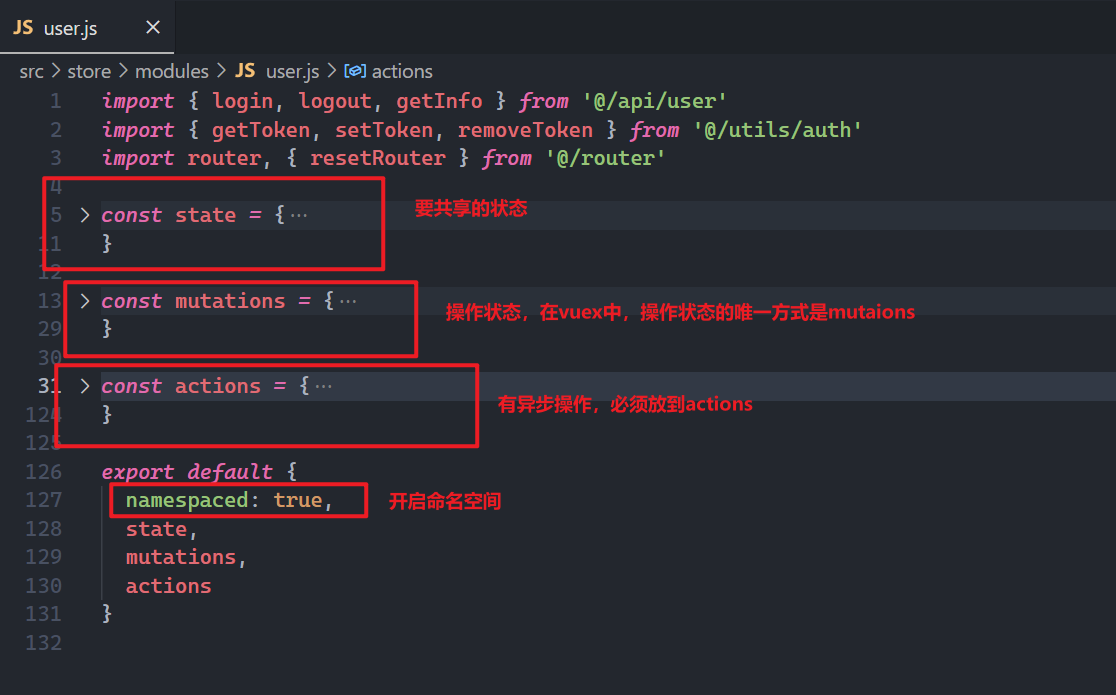 JS user.js ×
src > store > modules > JS user.js > actions
1 import { login, logout, getInfo } from '@/api/user'
2 import { getToken, setToken, removeToken } from '@/utils/auth'
3 import router, { resetRouter } from '@/router'
4
5 > const state = {··· 要共享的状态
11 }
12
13 > const mutations = {··· 操作状态，在vuex中，操作状态的唯一方式是mutaions
29 }
30
31 > const actions = {··· 有异步操作，必须放到actions
124 }
125
126 export default {
127 namespaced: true, 开启命名空间
128 state,
129 mutations,
130 actions
131 }
132